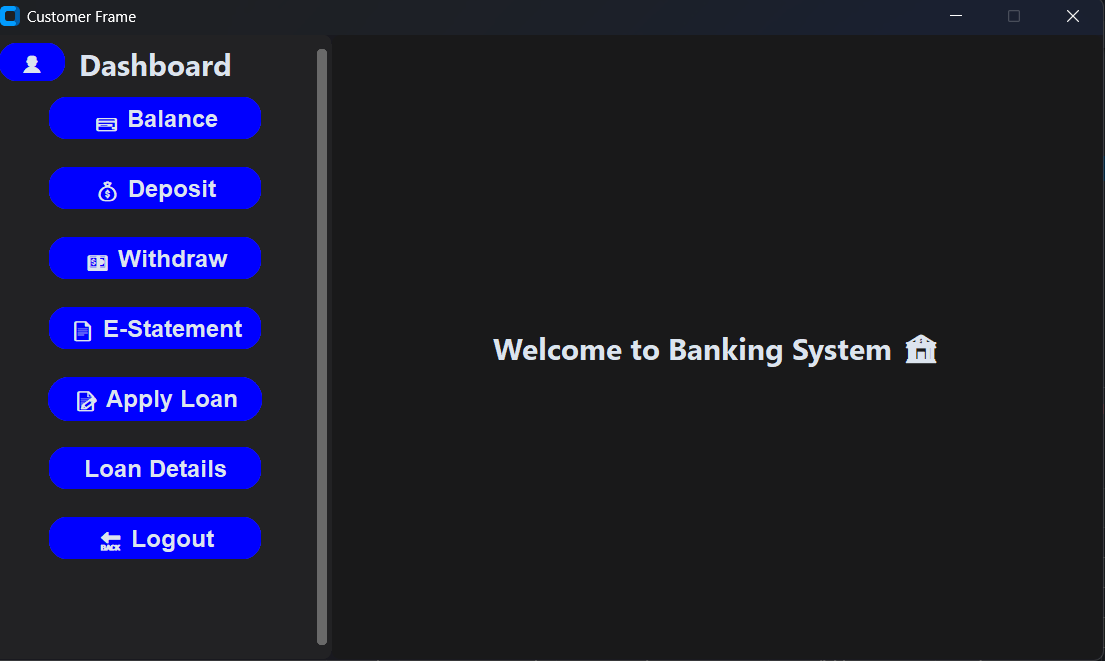 Customer Frame
Dashboard
Balance
Deposit
Withdraw
E-Statement
Apply Loan
Loan Details
BACK Logout
Welcome to Banking System